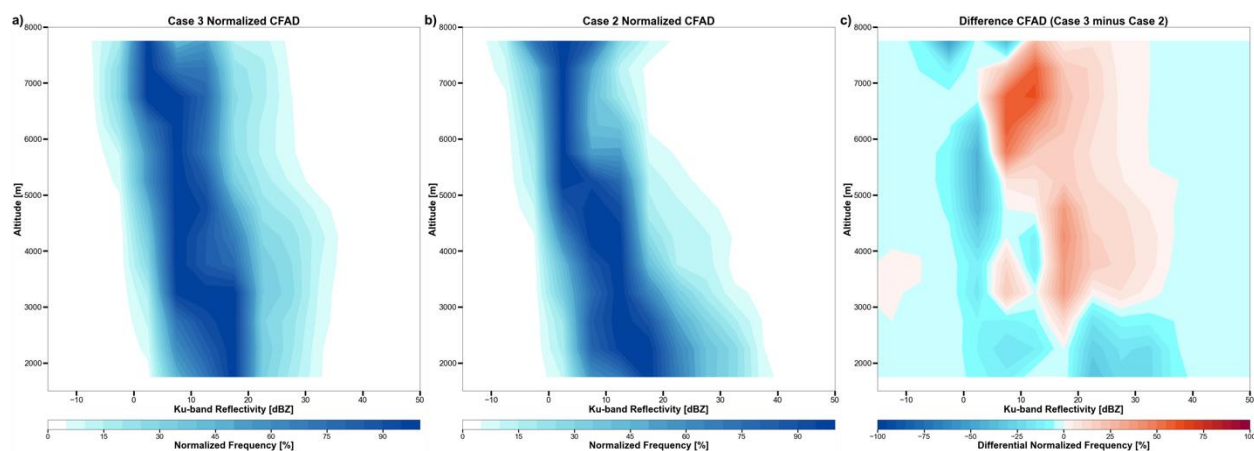 a) Case 3 Normalized CFAD
8000
7000
6000
5000
4000
3000
2000
Altitude [m]
−10 0 10 20 30 40 50
Ku-band Reflectivity [dBZ]
0 15 30 45 60 75 90
Normalized Frequency [%]
b) Case 2 Normalized CFAD
8000
7000
6000
5000
4000
3000
2000
Altitude [m]
−10 0 10 20 30 40 50
Ku-band Reflectivity [dBZ]
0 15 30 45 60 75 90
Normalized Frequency [%]
c) Difference CFAD (Case 3 minus Case 2)
8000
7000
6000
5000
4000
3000
2000
Altitude [m]
−10 0 10 20 30 40 50
Ku-band Reflectivity [dBZ]
−100 −75 −50 −25 0 25 50 75 100
Differential Normalized Frequency [%]